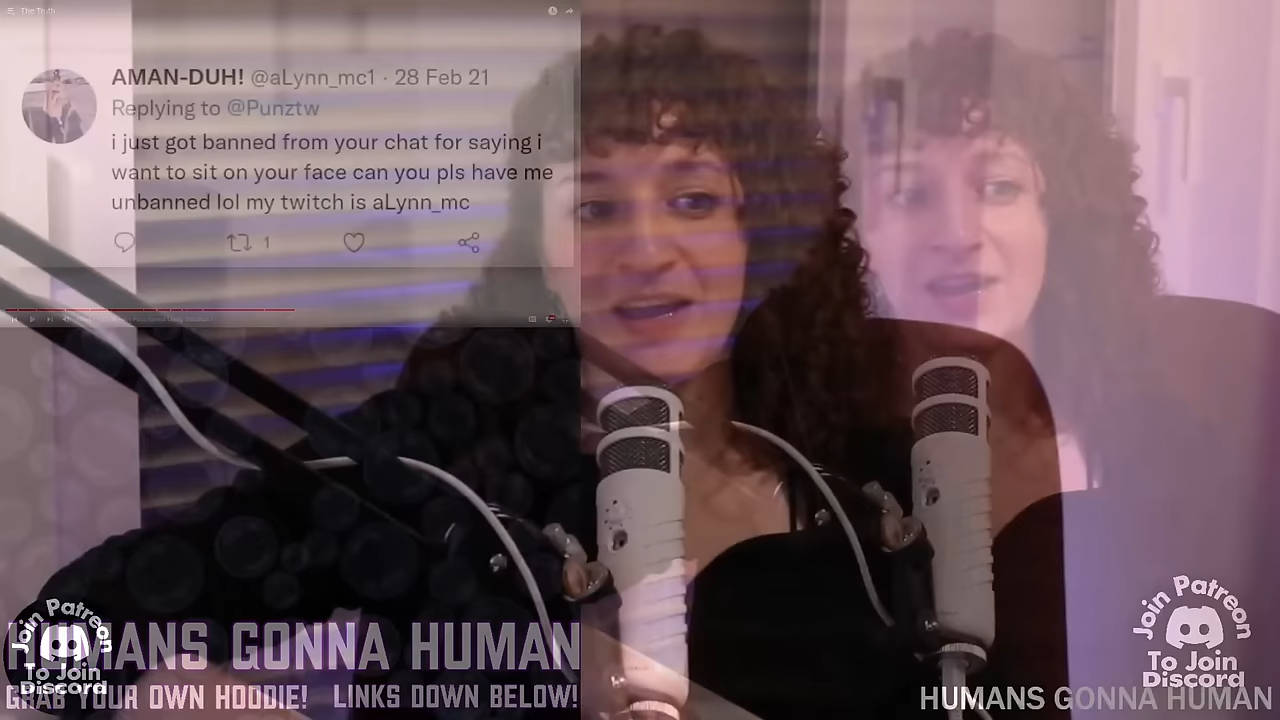 The Truth
AMAN-DUH! @aLynn_mc1 · 28 Feb 21
Replying to @Punztw
i just got banned from your chat for saying i
want to sit on your face can you pls have me
unbanned lol my twitch is aLynn_mc
1
Join Patreon
To Join
Discord
HUMANS GONNA HUMAN
GRAB YOUR OWN HOODIE! LINKS DOWN BELOW!
Join Patreon
To Join
Discord
HUMANS GONNA HUMAN